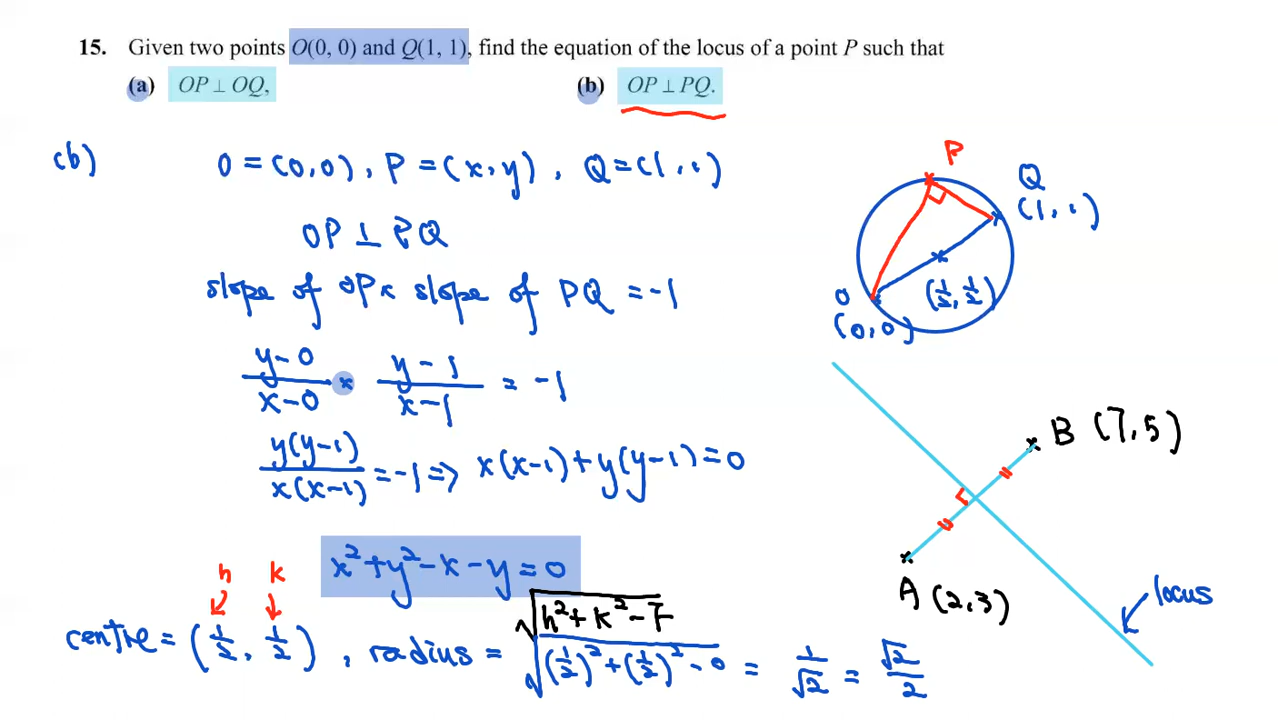 15. Given two points O(0, 0) and Q(1, 1), find the equation of the locus of a point P such that
(a) OP ⊥ OQ, (b) OP ⊥ PQ.
(b) O = (0,0), P = (x, y), Q = (1, 1)
OP ⊥ PQ
slope of OP × slope of PQ = -1
y-0/x-0 × y-1/x-1 = -1
y(y-1)/x(x-1) = -1 ⇒ x(x-1) + y(y-1) = 0
x² + y² - x - y = 0
h k
√(h² + k² - F)
centre = (1/2, 1/2), radius = √((1/2)² + (1/2)² - 0) = 1/√2 = √2/2
P
Q
(1, 1)
(1/2, 1/2)
O
(0,0)
B (7,5)
A (2,3)
locus